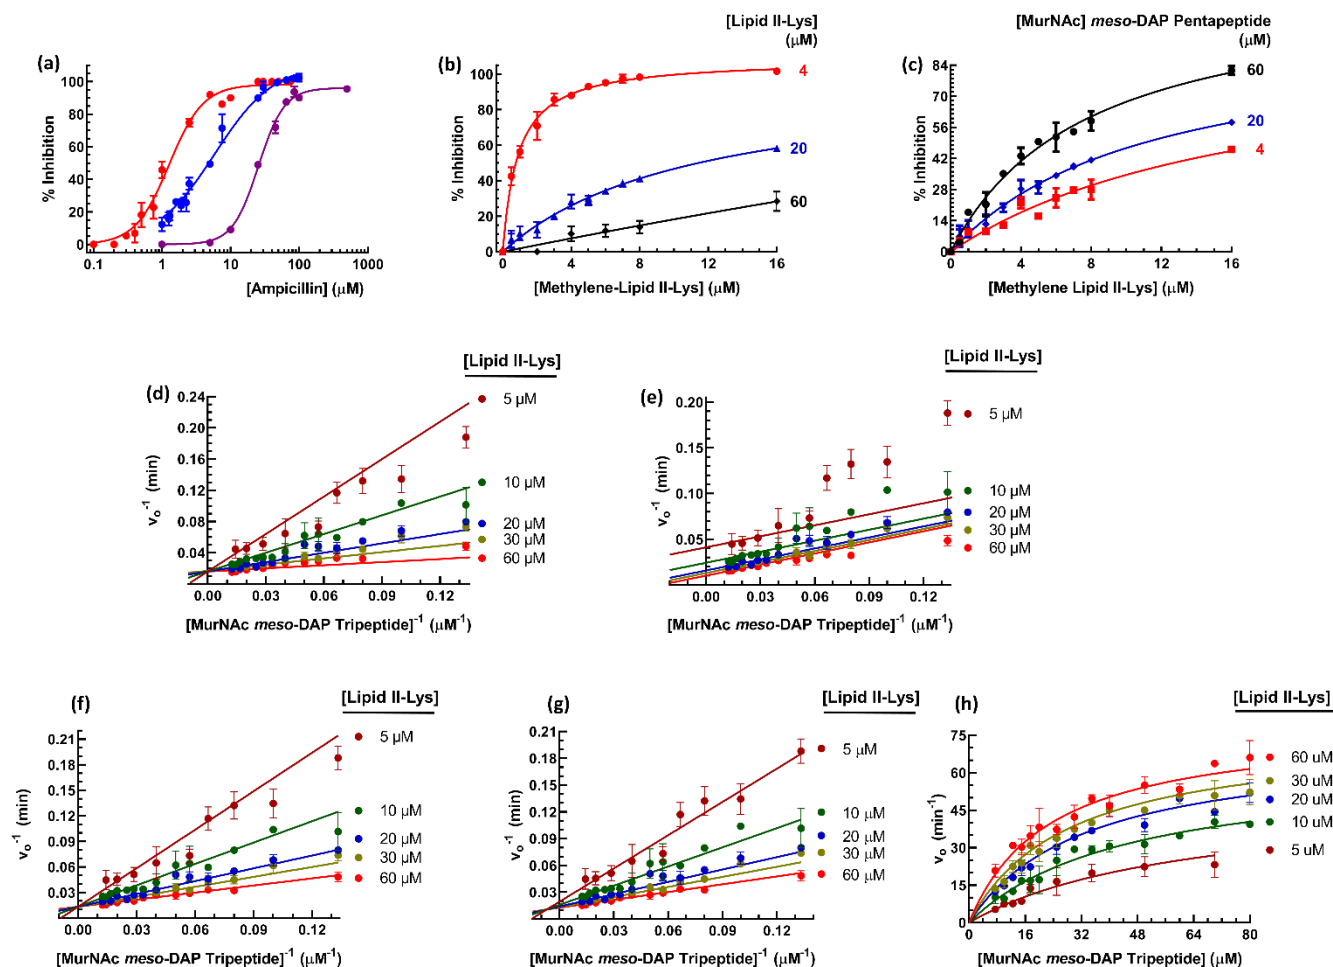 (a)
% Inhibition
100
80
60
40
20
0
0.1
1
10
100
1000
[Ampicillin] (µM)
[Lipid II-Lys]
(µM)
(b)
% Inhibition
100
80
60
40
20
0
4
20
60
0
4
8
12
16
[Methylene-Lipid II-Lys] (µM)
[MurNAc] meso-DAP Pentapeptide
(µM)
(c)
% Inhibition
84
70
56
42
28
14
0
60
20
4
0
4
8
12
16
[Methylene Lipid II-Lys] (µM)
[Lipid II-Lys]
(d)
vo-1 (min)
0.24
0.20
0.16
0.12
0.08
0.04
5 µM
10 µM
20 µM
30 µM
60 µM
0.00
0.03
0.06
0.09
0.12
[MurNAc meso-DAP Tripeptide]-1 (µM-1)
[Lipid II-Lys]
(e)
vo-1 (min)
0.20
0.15
0.10
0.05
5 µM
10 µM
20 µM
30 µM
60 µM
0.00
0.03
0.06
0.09
0.12
[MurNAc meso-DAP Tripeptide]-1 (µM-1)
[Lipid II-Lys]
(f)
vo-1 (min)
0.21
0.18
0.15
0.12
0.09
0.06
0.03
5 µM
10 µM
20 µM
30 µM
60 µM
0.00
0.03
0.06
0.09
0.12
[MurNAc meso-DAP Tripeptide]-1 (µM-1)
[Lipid II-Lys]
(g)
vo-1 (min)
0.21
0.18
0.15
0.12
0.09
0.06
0.03
5 µM
10 µM
20 µM
30 µM
60 µM
0.00
0.03
0.06
0.09
0.12
[MurNAc meso-DAP Tripeptide]-1 (µM-1)
[Lipid II-Lys]
(h)
vo (min-1)
75
60
45
30
15
0
60 uM
30 uM
20 uM
10 uM
5 uM
0
16
32
48
64
80
[MurNAc meso-DAP Tripeptide] (µM)